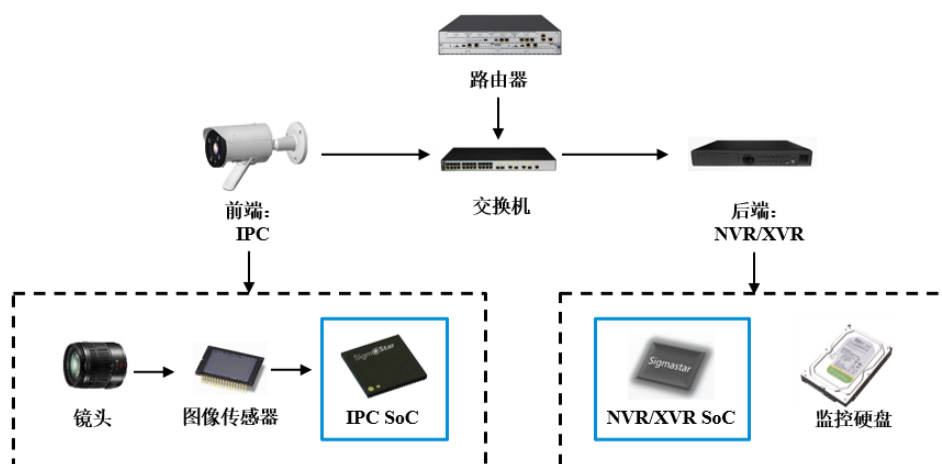 路由器
前端：
IPC
交换机
后端：
NVR/XVR
SigmaStar
Sigmastar
镜头
图像传感器
IPC SoC
NVR/XVR SoC
监控硬盘